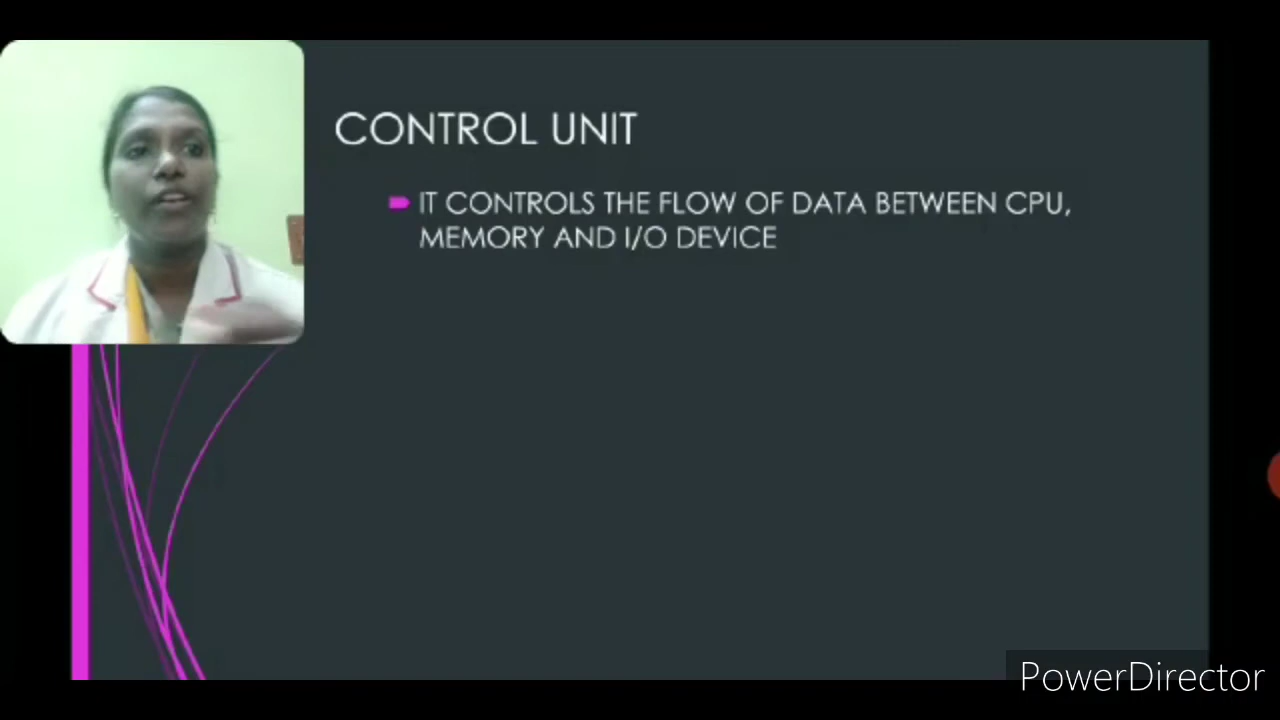 CONTROL UNIT
IT CONTROLS THE FLOW OF DATA BETWEEN CPU,
MEMORY AND I/O DEVICE
PowerDirector